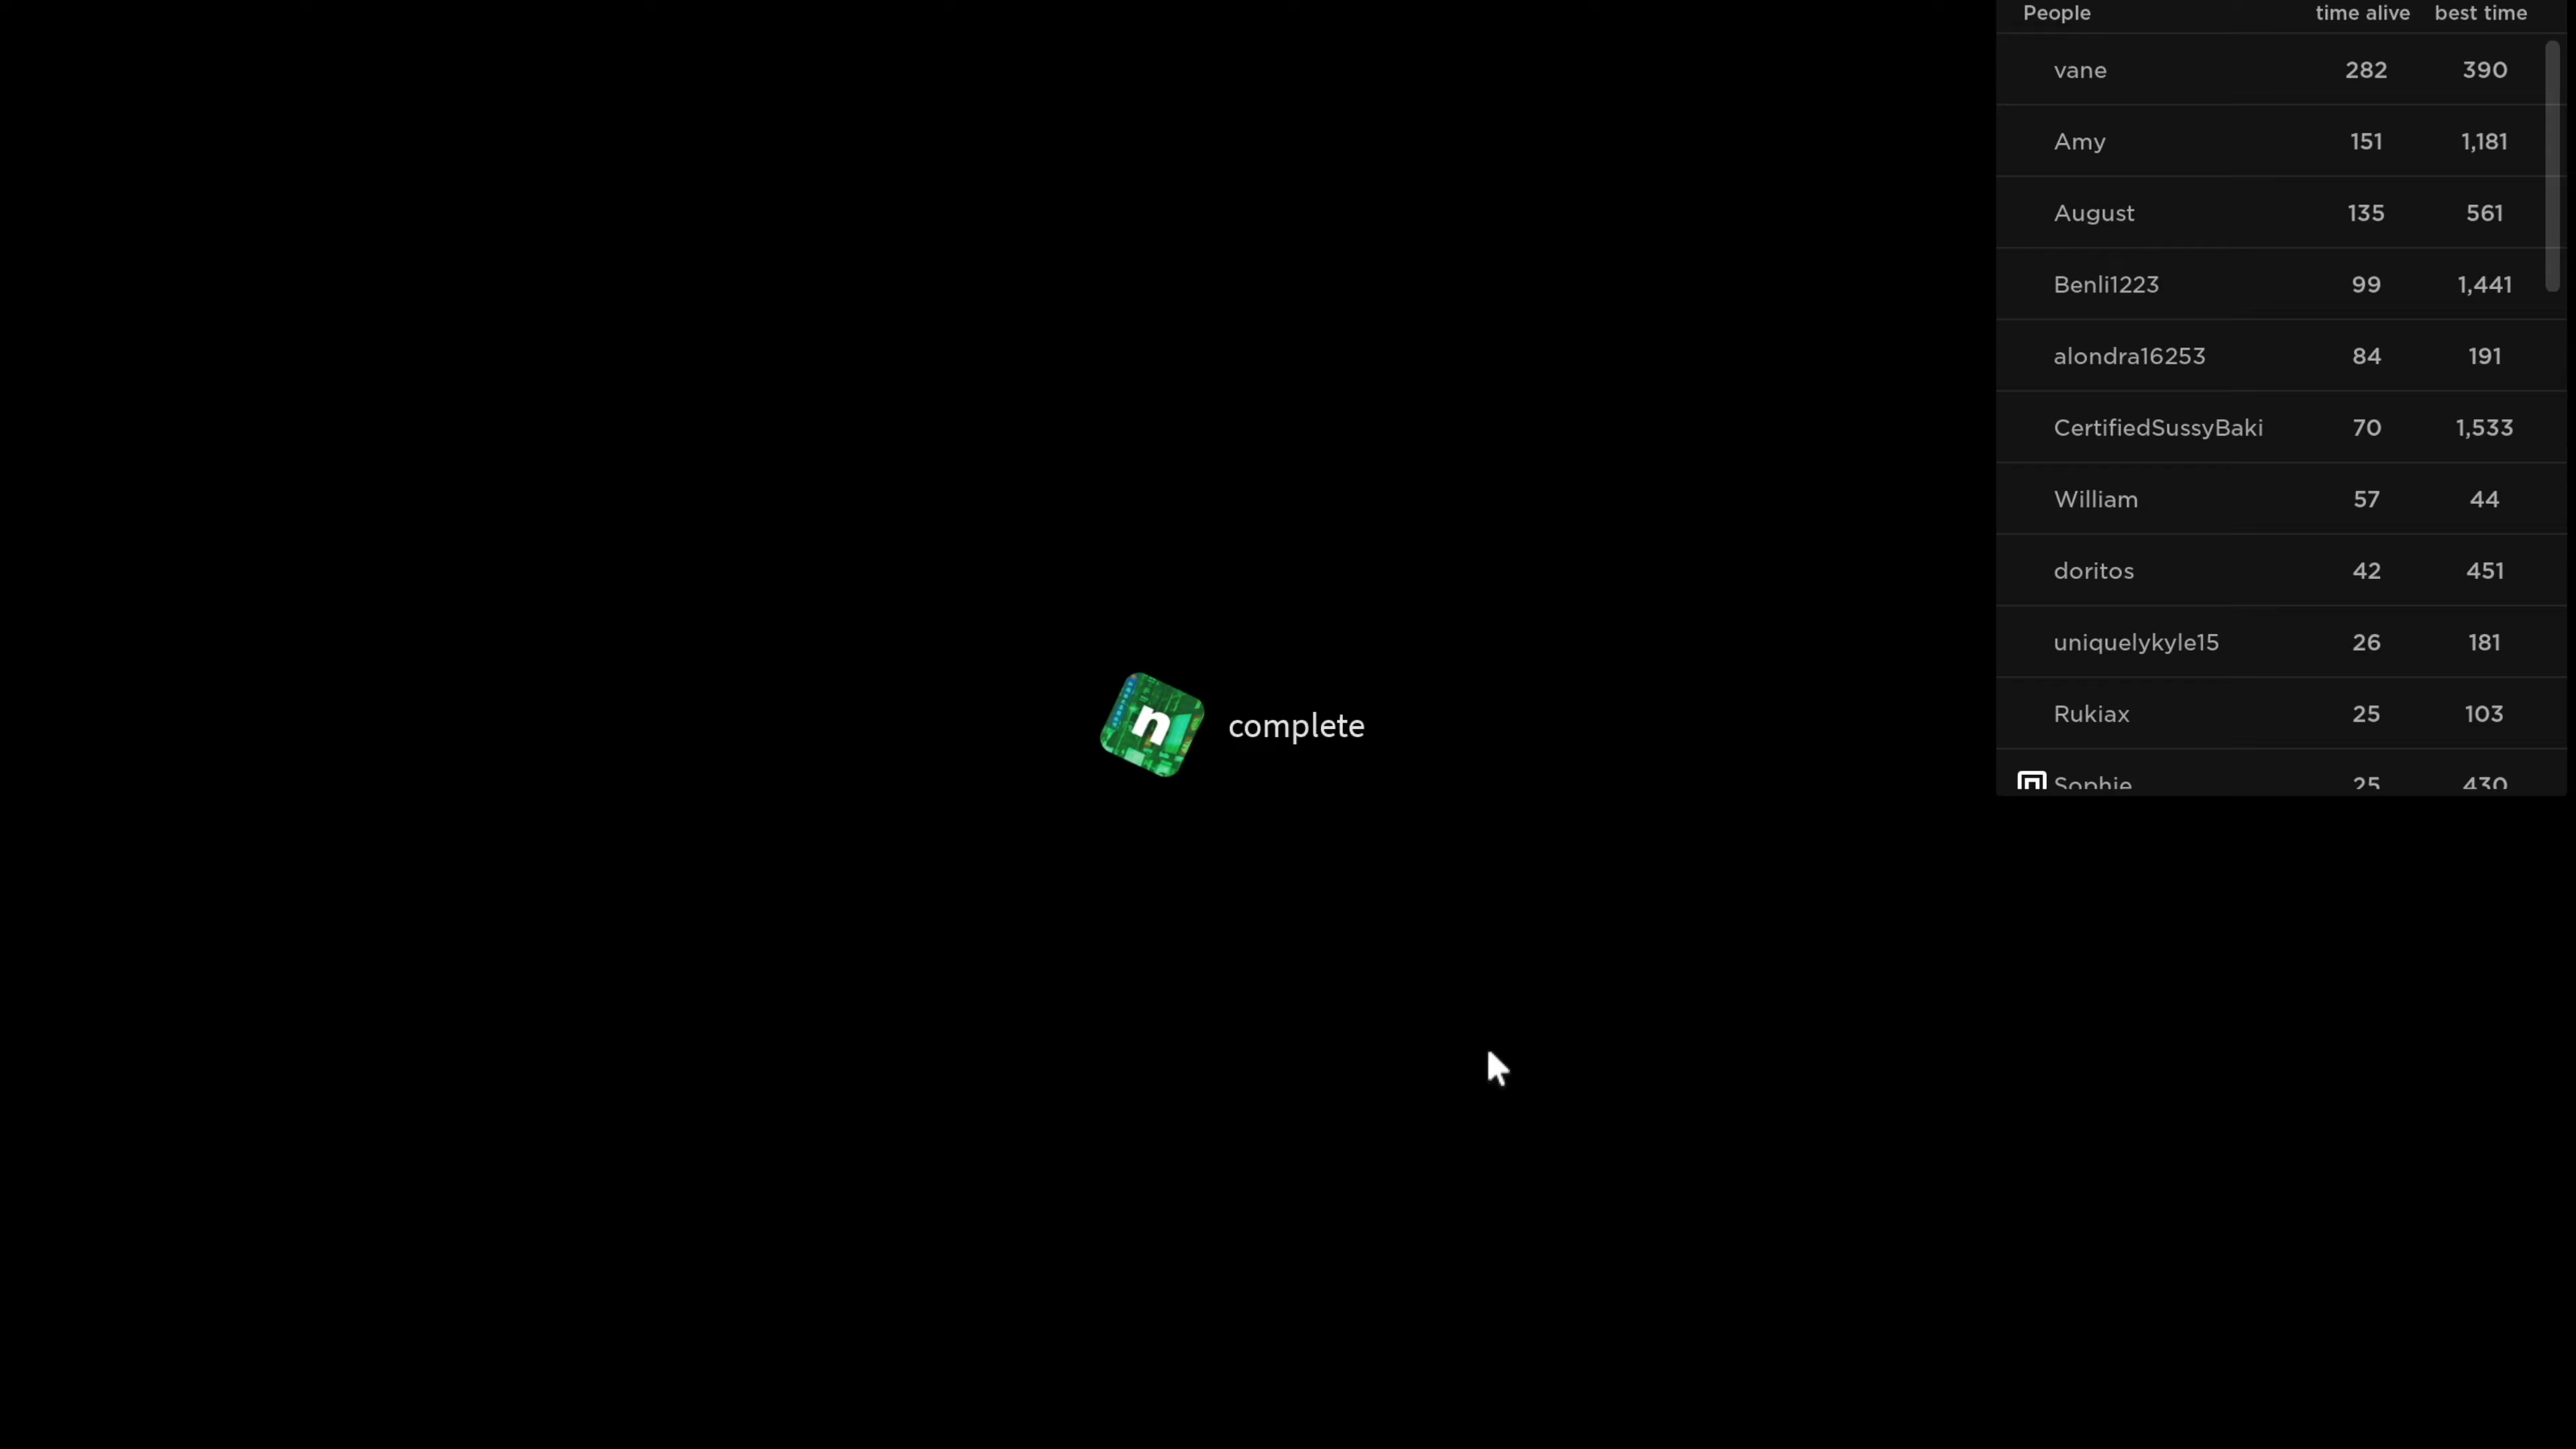 People time alive best time
vane 282 390
Amy 151 1,181
August 135 561
Benli1223 99 1,441
alondra16253 84 191
CertifiedSussyBaki 70 1,533
William 57 44
doritos 42 451
uniquelykyle15 26 181
Rukiax 25 103
Sophie 25 430
n complete